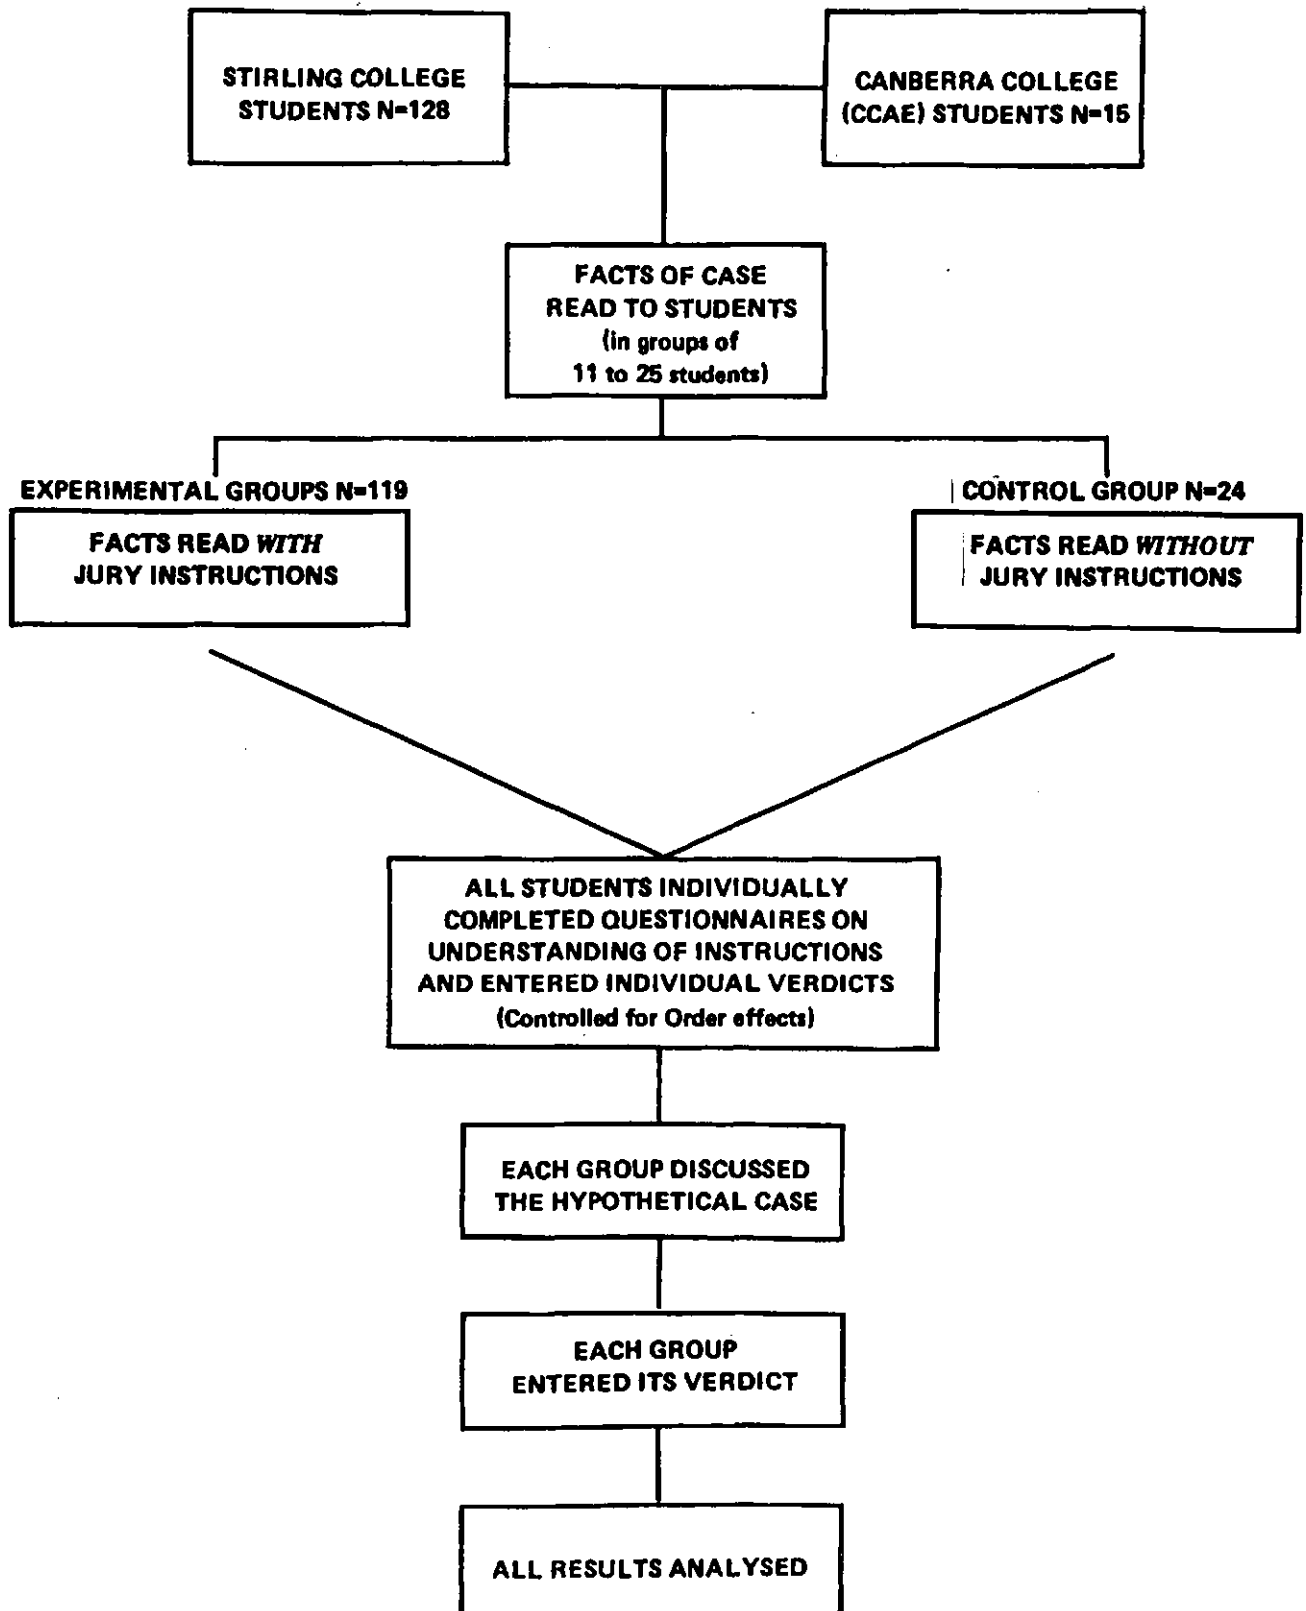 STIRLING COLLEGE
STUDENTS N=128
CANBERRA COLLEGE
(CCAE) STUDENTS N=15
FACTS OF CASE
READ TO STUDENTS
(in groups of
11 to 25 students)
EXPERIMENTAL GROUPS N=119
FACTS READ WITH
JURY INSTRUCTIONS
CONTROL GROUP N=24
FACTS READ WITHOUT
JURY INSTRUCTIONS
ALL STUDENTS INDIVIDUALLY
COMPLETED QUESTIONNAIRES ON
UNDERSTANDING OF INSTRUCTIONS
AND ENTERED INDIVIDUAL VERDICTS
(Controlled for Order effects)
EACH GROUP DISCUSSED
THE HYPOTHETICAL CASE
EACH GROUP
ENTERED ITS VERDICT
ALL RESULTS ANALYSED